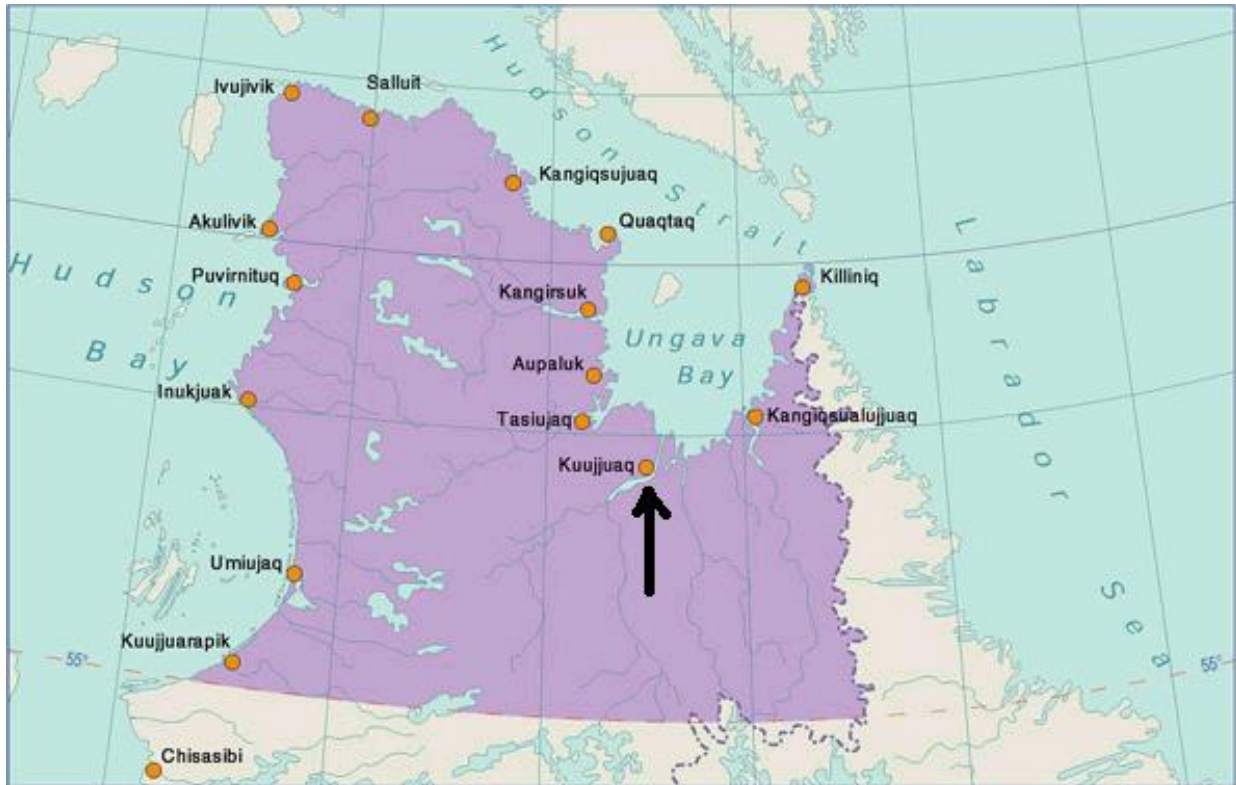 Hudson Strait
Ivujivik
Salluit
Kangiqsujuaq
Akulivik
Quaqtaq
Labrador Sea
Hudson Bay
Puvirnituq
Killiniq
Kangirsuk
Ungava Bay
Aupaluk
Inukjuak
Tasiujaq
Kangiqsualujjuaq
Kuujjuaq
Umiujaq
Kuujjuarapik
55°
55°
Chisasibi